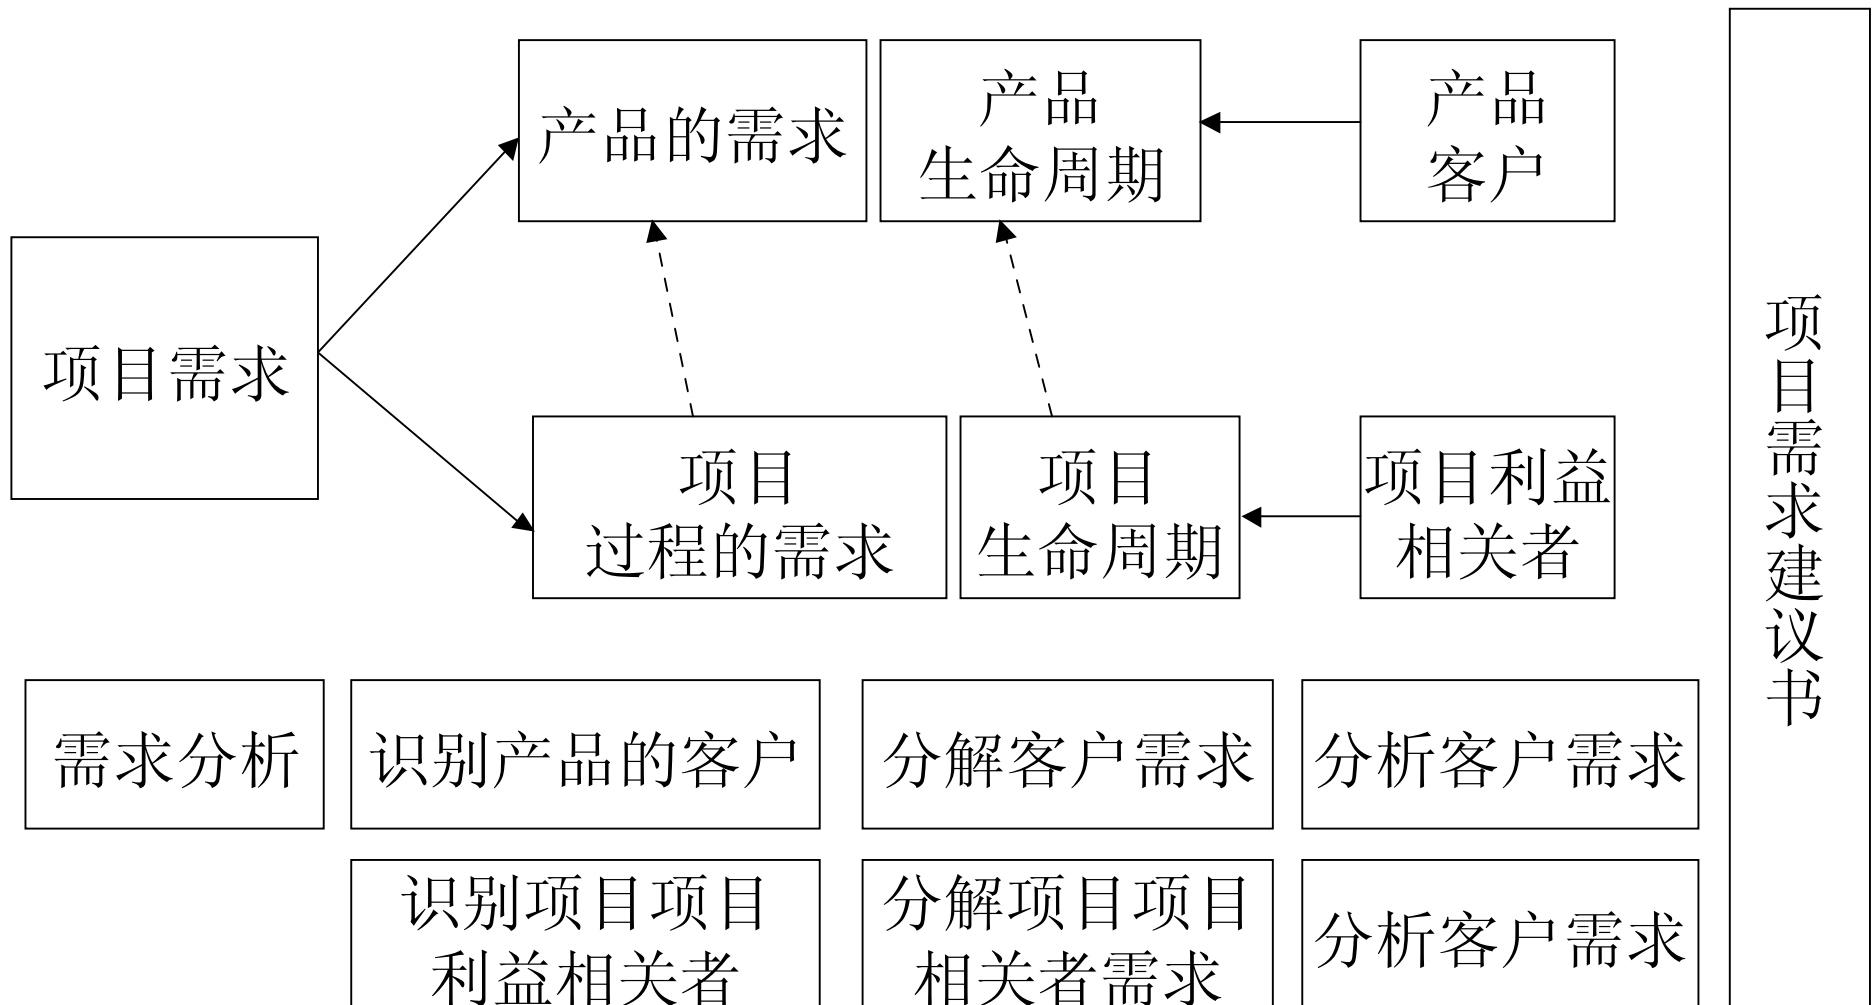 产品的需求
产品
生命周期
产品
客户
项目需求
项目
过程的需求
项目
生命周期
项目利益
相关者
项目需求建议书
需求分析
识别产品的客户
分解客户需求
分析客户需求
识别项目项目
利益相关者
分解项目项目
相关者需求
分析客户需求